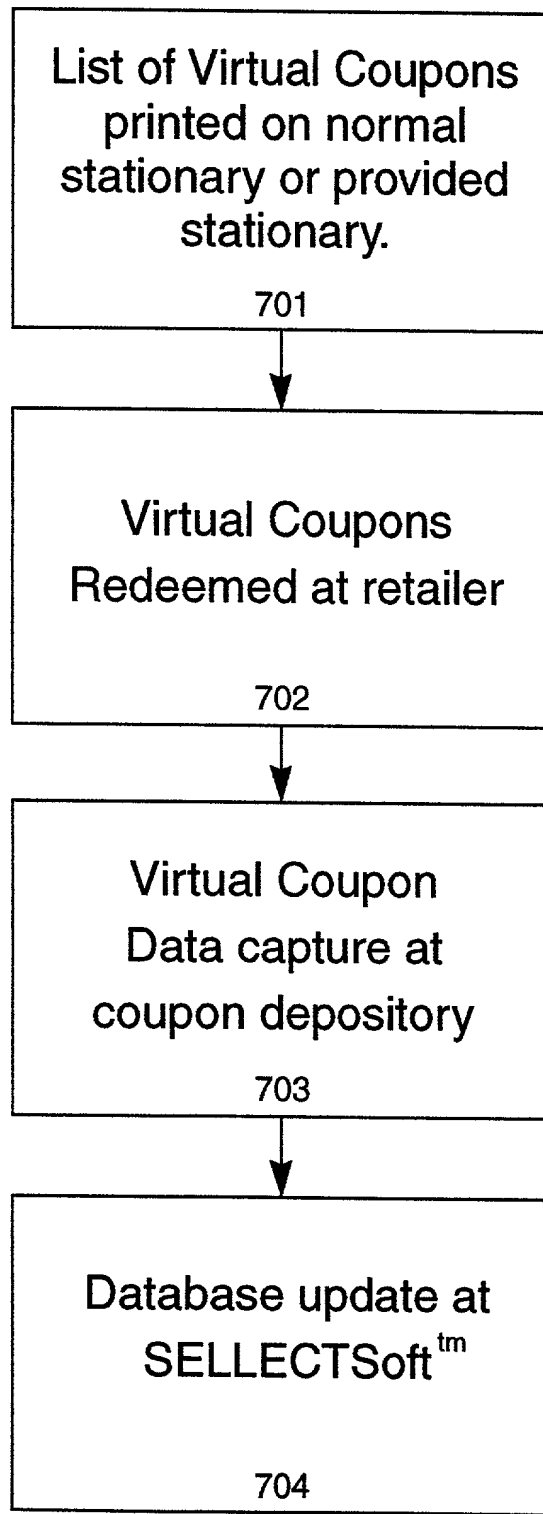 List of Virtual Coupons
printed on normal
stationary or provided
stationary.
701
Virtual Coupons
Redeemed at retailer
702
Virtual Coupon
Data capture at
coupon depository
703
Database update at
SELLECTSoft™
704